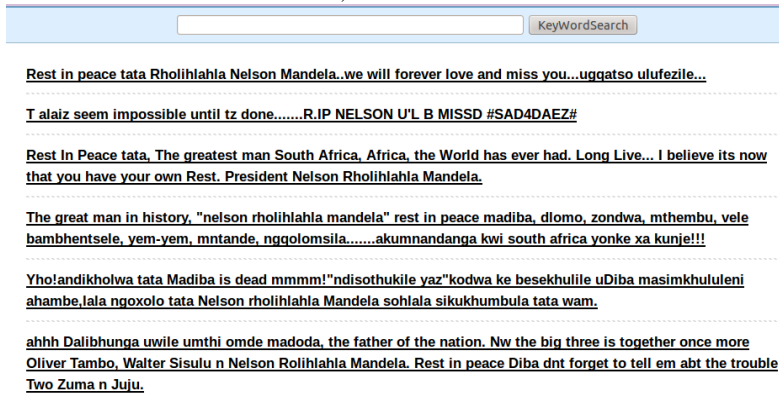 KeyWordSearch
Rest in peace tata Rholihlahla Nelson Mandela..we will forever love and miss you...ugqatso ulufezile...
T alaiz seem impossible until tz done.......R.IP NELSON U'L B MISSD #SAD4DAEZ#
Rest In Peace tata, The greatest man South Africa, Africa, the World has ever had. Long Live... I believe its now
that you have your own Rest. President Nelson Rholihlahla Mandela.
The great man in history, "nelson rholihlahla mandela" rest in peace madiba, dlomo, zondwa, mthembu, vele
bambhentsele, yem-yem, mntande, ngqolomsila.......akumnandanga kwi south africa yonke xa kunje!!!
Yho!andikholwa tata Madiba is dead mmmm!"ndisothukile yaz"kodwa ke besekhulile uDiba masimkhululeni
ahambe,lala ngoxolo tata Nelson rholihlahla Mandela sohlala sikukhumbula tata wam.
ahhh Dalibhunga uwile umthi omde madoda, the father of the nation. Nw the big three is together once more
Oliver Tambo, Walter Sisulu n Nelson Rolihlahla Mandela. Rest in peace Diba dnt forget to tell em abt the trouble
Two Zuma n Juju.